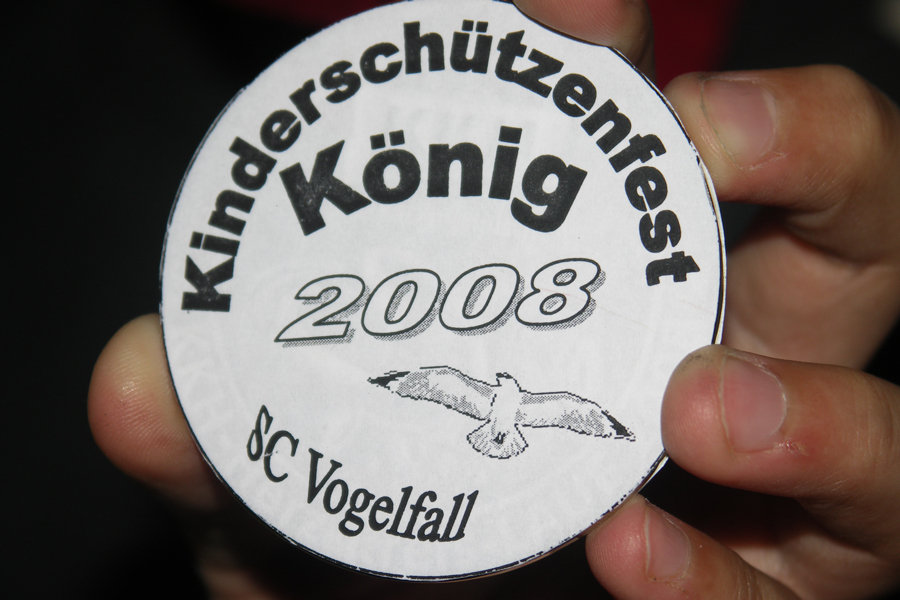 Kinderschützenfest
König
2008
SC Vogelfall